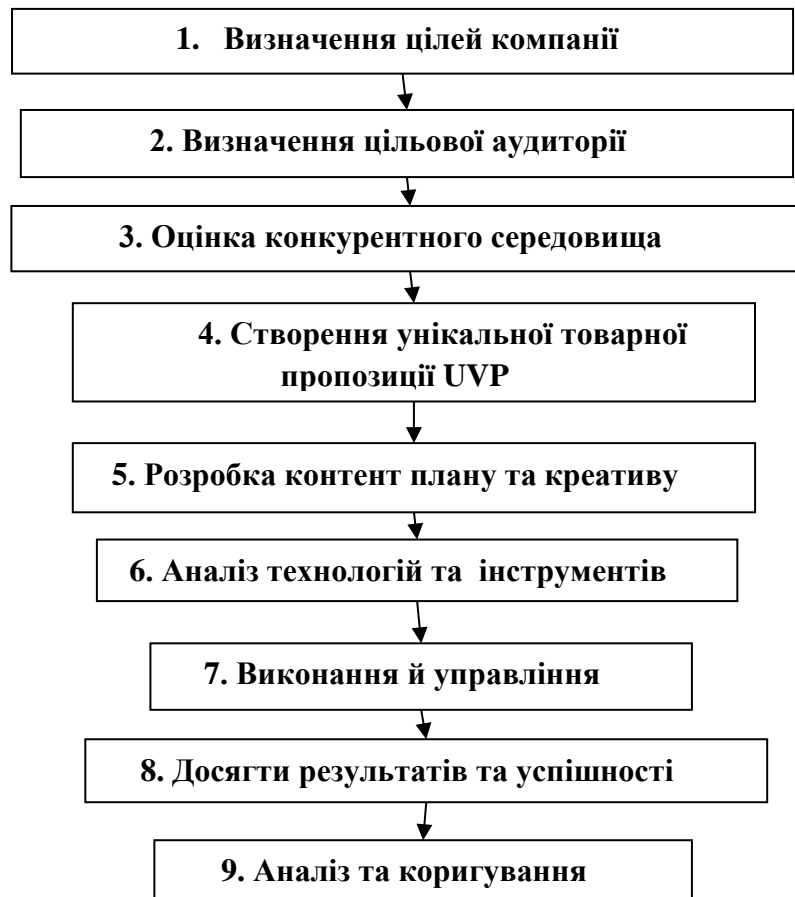 1. Визначення цілей компанії
2. Визначення цільової аудиторії
3. Оцінка конкурентного середовища
4. Створення унікальної товарної
пропозиції UVP
5. Розробка контент плану та креативу
6. Аналіз технологій та інструментів
7. Виконання й управління
8. Досягти результатів та успішності
9. Аналіз та коригування